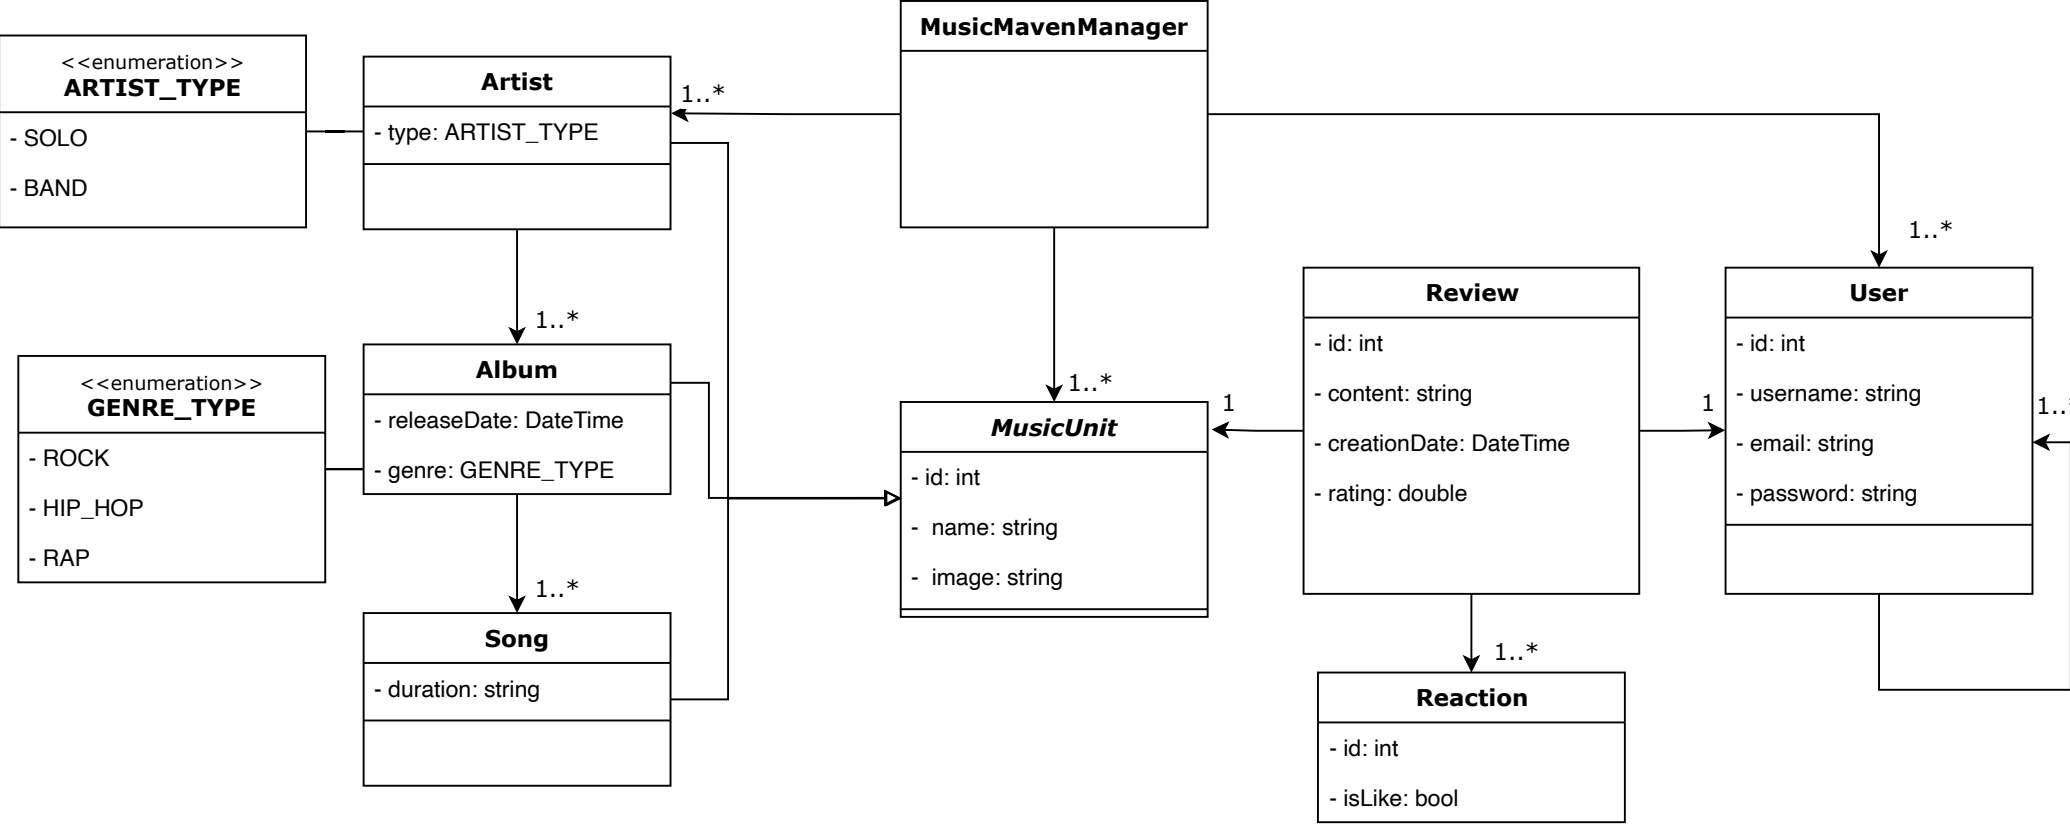 <<enumeration>>
ARTIST_TYPE
- SOLO
- BAND
Artist
- type: ARTIST_TYPE
1..*
MusicMavenManager
1..*
1..*
<<enumeration>>
GENRE_TYPE
- ROCK
- HIP_HOP
- RAP
Album
- releaseDate: DateTime
- genre: GENRE_TYPE
1..*
1..*
Song
- duration: string
MusicUnit
- id: int
- name: string
- image: string
1
Review
- id: int
- content: string
- creationDate: DateTime
- rating: double
1
User
- id: int
- username: string
- email: string
- password: string
1..*
1..*
Reaction
- id: int
- isLike: bool